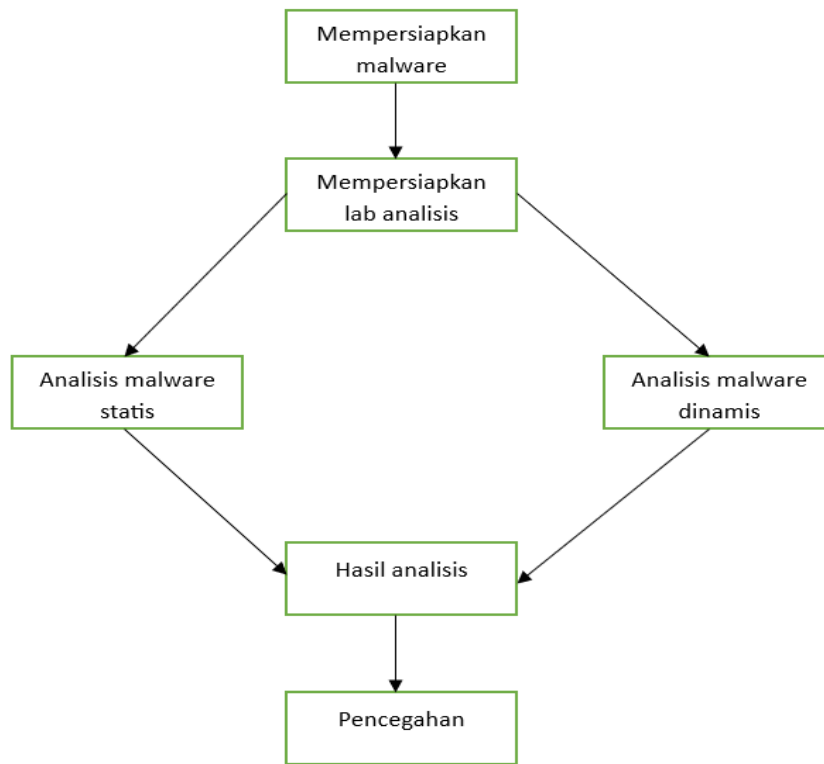 Mempersiapkan
malware
Mempersiapkan
lab analisis
Analisis malware
statis
Analisis malware
dinamis
Hasil analisis
Pencegahan